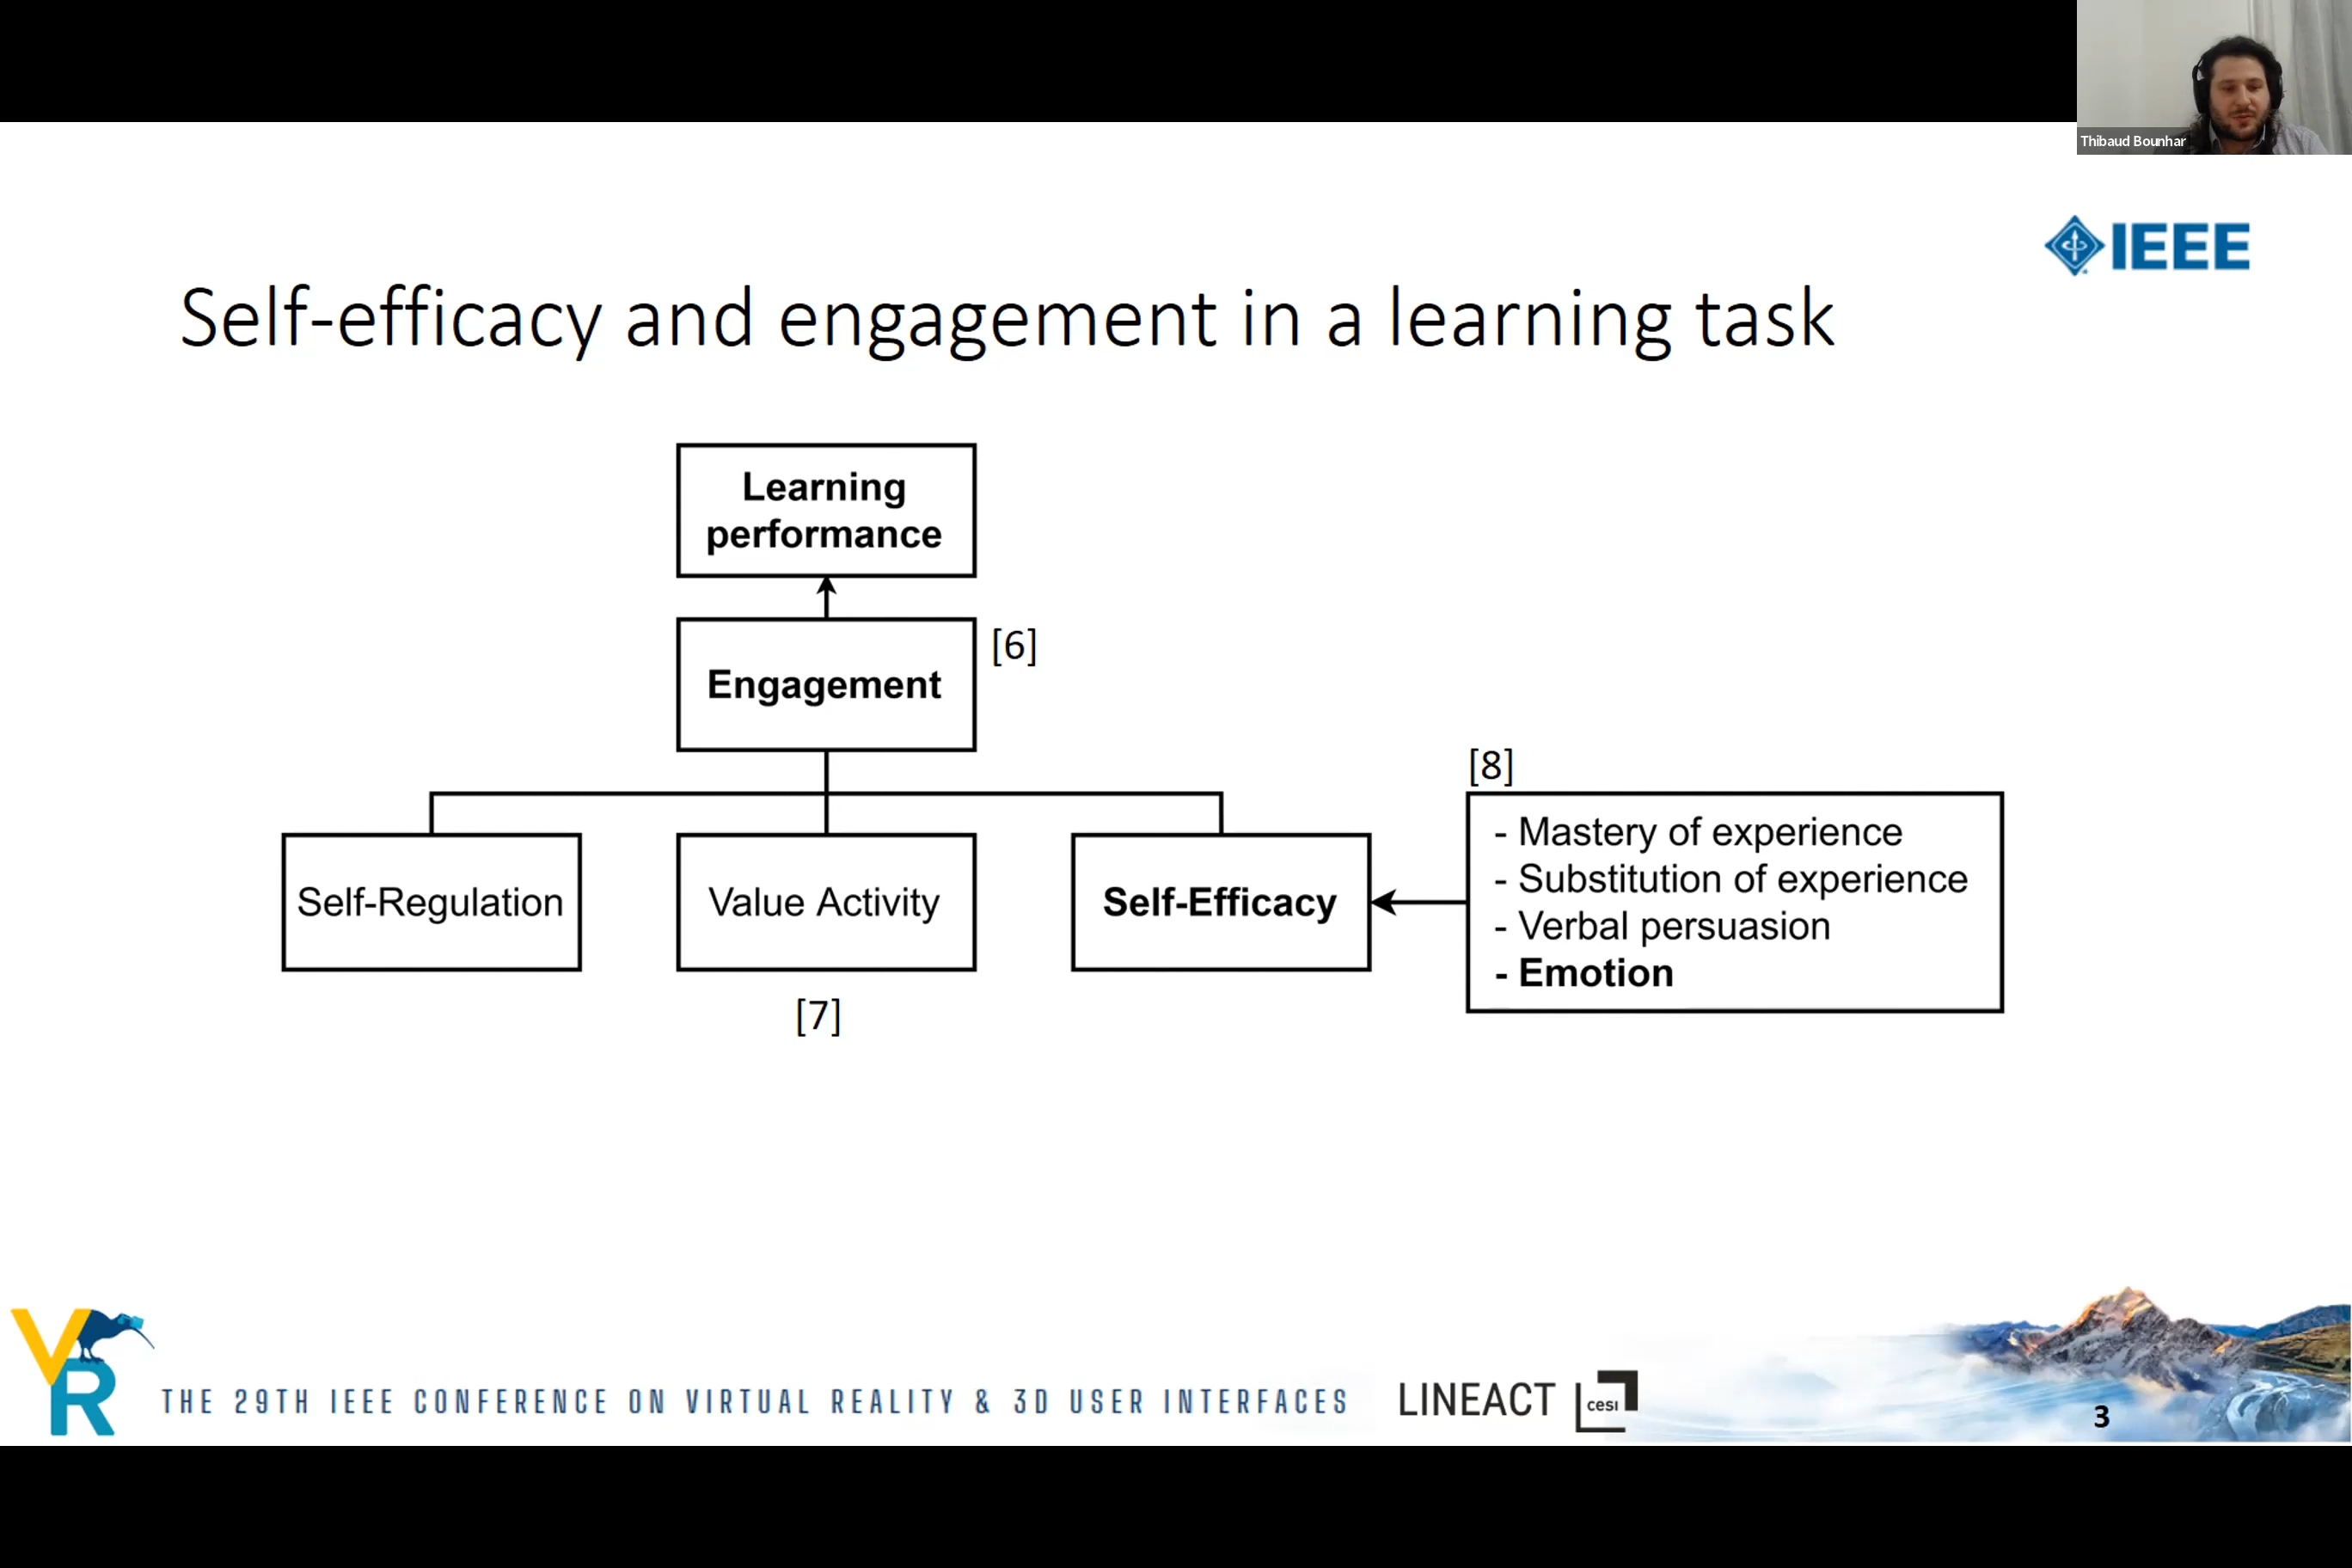 Thibaud Bounhar
IEEE
Self-efficacy and engagement in a learning task
Learning
performance
Engagement
[6]
[8]
Self-Regulation
Value Activity
Self-Efficacy
- Mastery of experience
- Substitution of experience
- Verbal persuasion
- Emotion
[7]
VR
THE 29TH IEEE CONFERENCE ON VIRTUAL REALITY & 3D USER INTERFACES
LINEACT
cesi
3